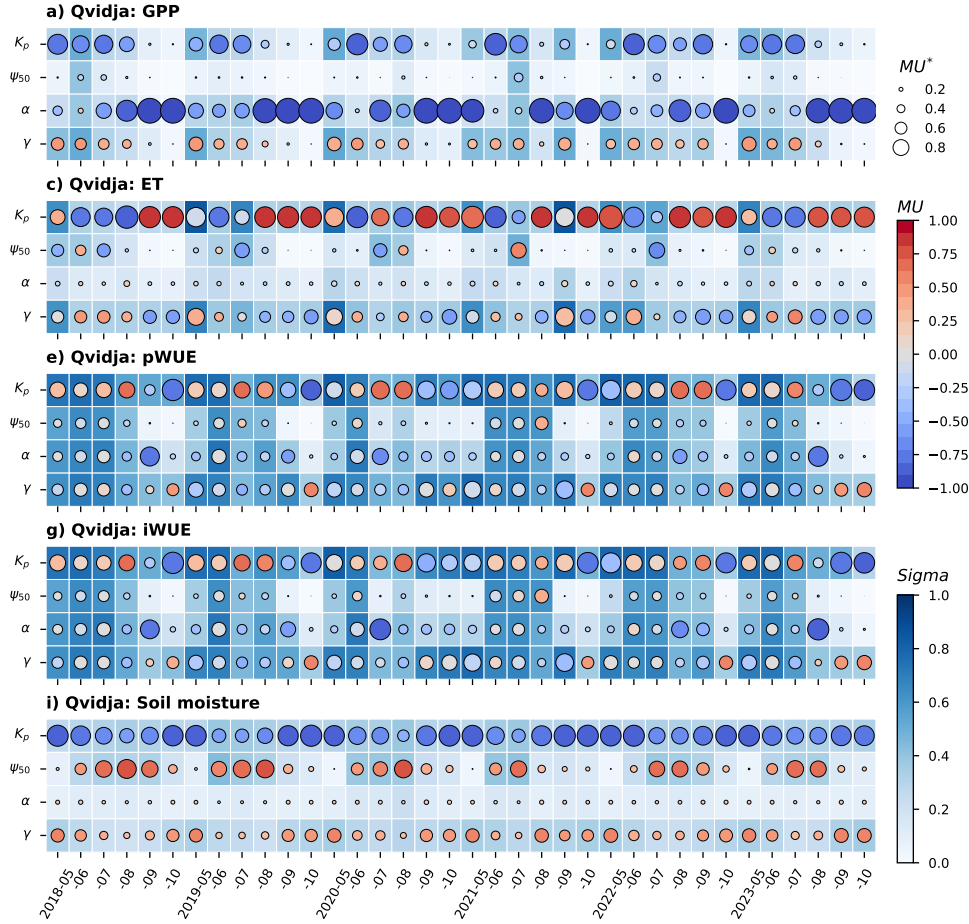 a) Qvidja: GPP
Kp
ψ50
α
γ
MU*
0.2
0.4
0.6
0.8
c) Qvidja: ET
Kp
ψ50
α
γ
MU
1.00
0.75
0.50
0.25
0.00
−0.25
−0.50
−0.75
−1.00
e) Qvidja: pWUE
Kp
ψ50
α
γ
g) Qvidja: iWUE
Kp
ψ50
α
γ
Sigma
1.0
0.8
0.6
0.4
0.2
0.0
i) Qvidja: Soil moisture
Kp
ψ50
α
γ
2018-05
-06
-07
-08
-09
-10
2019-05
-06
-07
-08
-09
-10
2020-05
-06
-07
-08
-09
-10
2021-05
-06
-07
-08
-09
-10
2022-05
-06
-07
-08
-09
-10
2023-05
-06
-07
-08
-09
-10